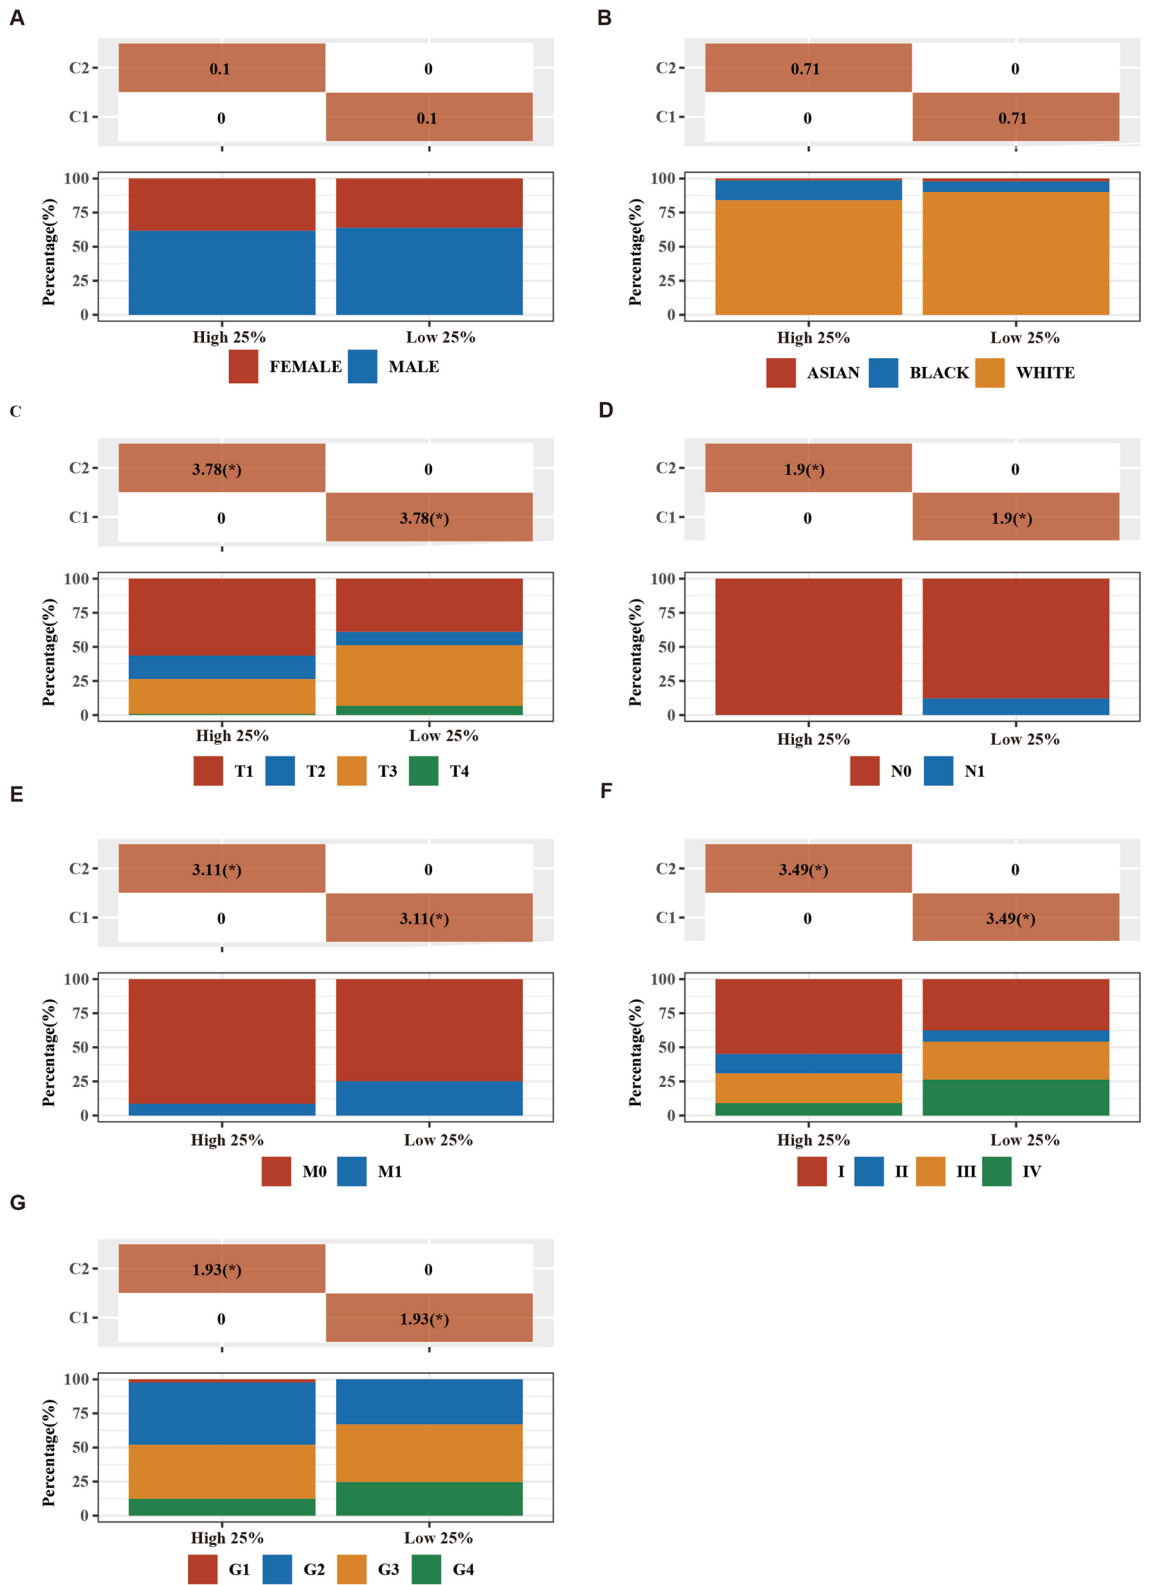 A
C2
0.1
0
C1
0
0.1
Percentage(%)
100
75
50
25
0
High 25%
Low 25%
FEMALE
MALE
B
C2
0.71
0
C1
0
0.71
Percentage(%)
100
75
50
25
0
High 25%
Low 25%
ASIAN
BLACK
WHITE
C
C2
3.78(*)
0
C1
0
3.78(*)
Percentage(%)
100
75
50
25
0
High 25%
Low 25%
T1
T2
T3
T4
D
C2
1.9(*)
0
C1
0
1.9(*)
Percentage(%)
100
75
50
25
0
High 25%
Low 25%
N0
N1
E
C2
3.11(*)
0
C1
0
3.11(*)
Percentage(%)
100
75
50
25
0
High 25%
Low 25%
M0
M1
F
C2
3.49(*)
0
C1
0
3.49(*)
Percentage(%)
100
75
50
25
0
High 25%
Low 25%
I
II
III
IV
G
C2
1.93(*)
0
C1
0
1.93(*)
Percentage(%)
100
75
50
25
0
High 25%
Low 25%
G1
G2
G3
G4